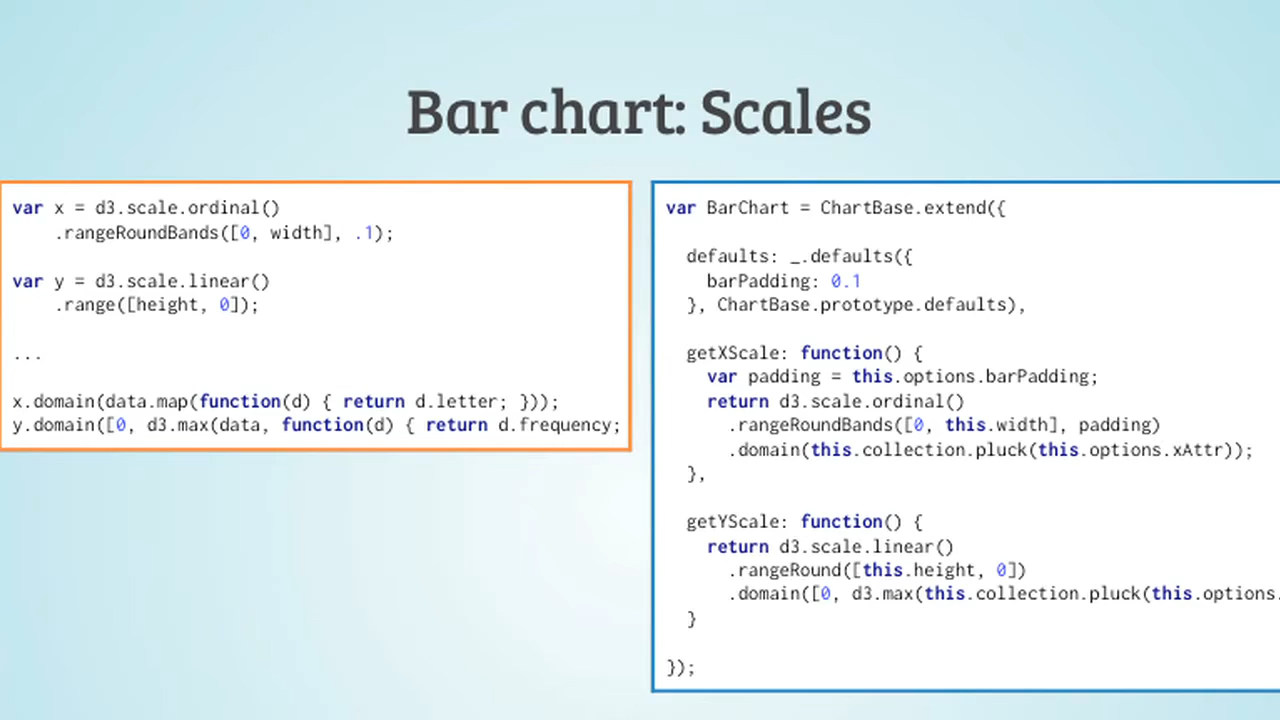 Bar chart: Scales
var x = d3.scale.ordinal()
    .rangeRoundBands([0, width], .1);
var y = d3.scale.linear()
    .range([height, 0]);
...
x.domain(data.map(function(d) { return d.letter; }));
y.domain([0, d3.max(data, function(d) { return d.frequency;
var BarChart = ChartBase.extend({
  defaults: _.defaults({
    barPadding: 0.1
  }, ChartBase.prototype.defaults),
  getXScale: function() {
    var padding = this.options.barPadding;
    return d3.scale.ordinal()
      .rangeRoundBands([0, this.width], padding)
      .domain(this.collection.pluck(this.options.xAttr));
  },
  getYScale: function() {
    return d3.scale.linear()
      .rangeRound([this.height, 0])
      .domain([0, d3.max(this.collection.pluck(this.options.
  }
});